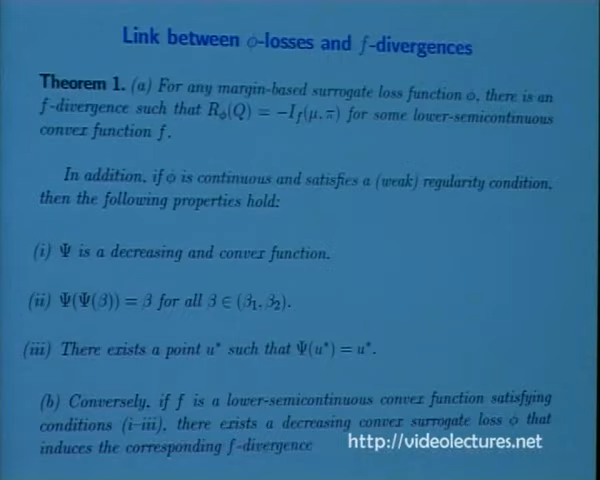 Link between ϕ-losses and f-divergences
Theorem 1. (a) For any margin-based surrogate loss function ϕ, there is an
f-divergence such that Rϕ(Q) = −If(μ, π) for some lower-semicontinuous
convex function f.
In addition, if ϕ is continuous and satisfies a (weak) regularity condition,
then the following properties hold:
(i) Ψ is a decreasing and convex function.
(ii) Ψ(Ψ(β)) = β for all β ∈ (β1, β2).
(iii) There exists a point u* such that Ψ(u*) = u*.
(b) Conversely, if f is a lower-semicontinuous convex function satisfying
conditions (i–iii), there exists a decreasing convex surrogate loss ϕ that
induces the corresponding f-divergence
http://videolectures.net